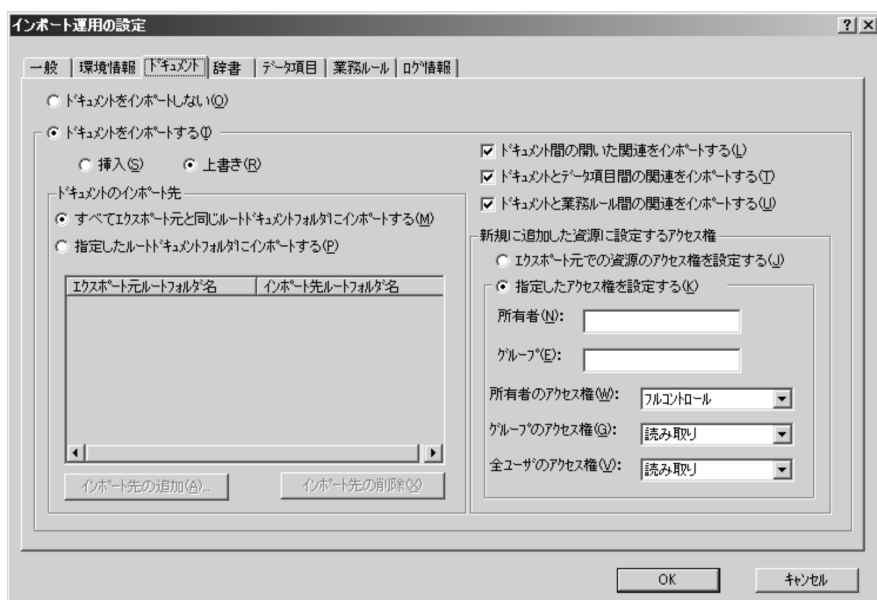 インポート運用の設定
一般 環境情報 ドキュメント 辞書 データ項目 業務ルール ログ情報
ドキュメントをインポートしない(O)
ドキュメントをインポートする(I)
挿入(S) 上書き(R)
ドキュメントのインポート先
すべてエクスポート元と同じルートドキュメントフォルダにインポートする(M)
指定したルートドキュメントフォルダにインポートする(P)
エクスポート元ルートフォルダ名 インポート先ルートフォルダ名
インポート先の追加(A)... インポート先の削除(X)
ドキュメント間の開いた関連をインポートする(L)
ドキュメントとデータ項目間の関連をインポートする(T)
ドキュメントと業務ルール間の関連をインポートする(U)
新規に追加した資源に設定するアクセス権
エクスポート元での資源のアクセス権を設定する(J)
指定したアクセス権を設定する(K)
所有者(N):
グループ(E):
所有者のアクセス権(W): フルコントロール
グループのアクセス権(G): 読み取り
全ユーザのアクセス権(V): 読み取り
OK キャンセル